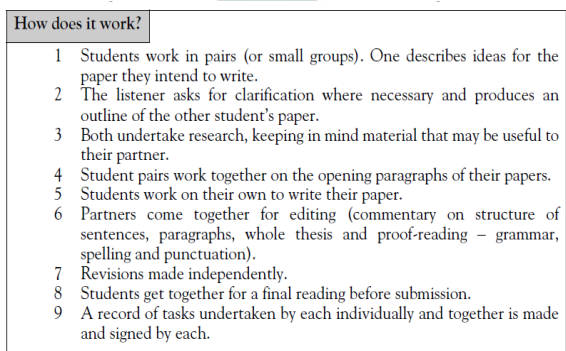 How does it work?
1 Students work in pairs (or small groups). One describes ideas for the
paper they intend to write.
2 The listener asks for clarification where necessary and produces an
outline of the other student's paper.
3 Both undertake research, keeping in mind material that may be useful to
their partner.
4 Student pairs work together on the opening paragraphs of their papers.
5 Students work on their own to write their paper.
6 Partners come together for editing (commentary on structure of
sentences, paragraphs, whole thesis and proof-reading – grammar,
spelling and punctuation).
7 Revisions made independently.
8 Students get together for a final reading before submission.
9 A record of tasks undertaken by each individually and together is made
and signed by each.